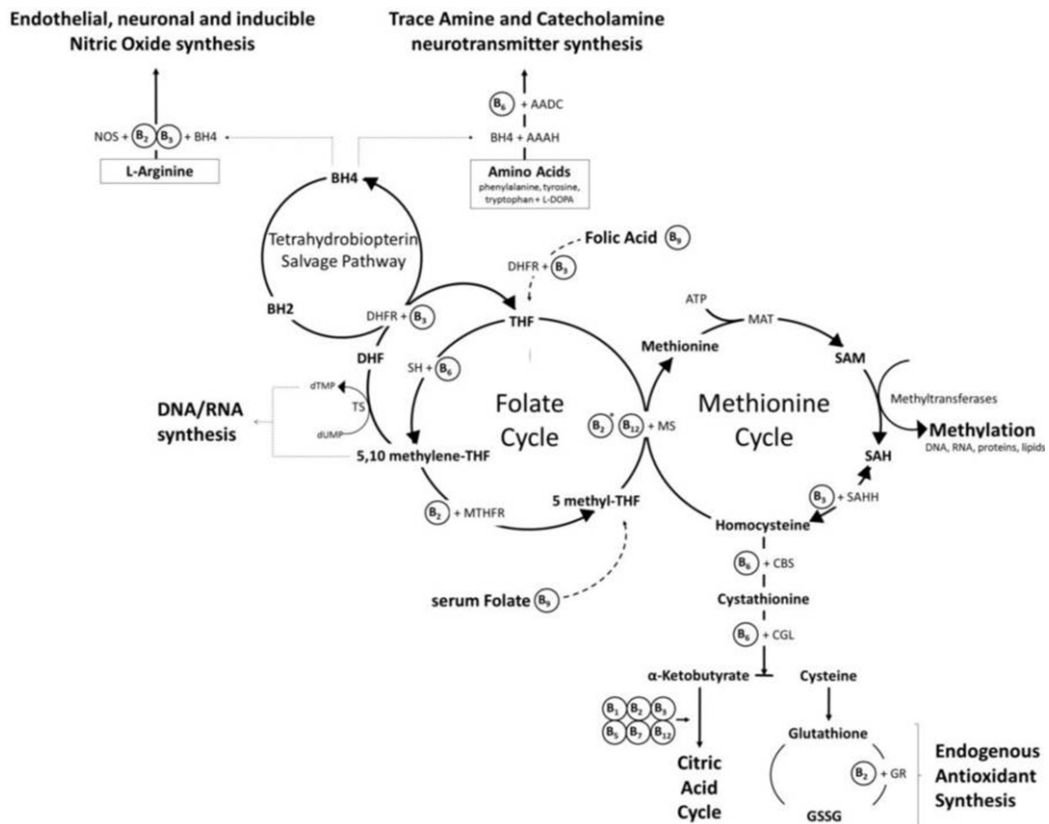 Endothelial, neuronal and inducible
Nitric Oxide synthesis
Trace Amine and Catecholamine
neurotransmitter synthesis
B6 + AADC
NOS + B2 B3 + BH4
BH4 + AAAH
L-Arginine
Amino Acids
phenylalanine, tyrosine,
tryptophan + L-DOPA
BH4
Tetrahydrobiopterin
Salvage Pathway
BH2
DHFR + B3
Folic Acid B9
DHFR + B3
THF
ATP
MAT
Methionine
SAM
DHF
SH + B6
dTMP
TS
dUMP
DNA/RNA
synthesis
Folate
Cycle
B2* B12 + MS
Methionine
Cycle
Methyltransferases
Methylation
DNA, RNA, proteins, lipids
SAH
5,10 methylene-THF
B2 + MTHFR
5 methyl-THF
B3 + SAHH
Homocysteine
B6 + CBS
serum Folate B9
Cystathionine
B6 + CGL
α-Ketobutyrate
Cysteine
B1 B2 B3
B5 B7 B12
Glutathione
Citric
Acid
Cycle
B2 + GR
GSSG
Endogenous
Antioxidant
Synthesis